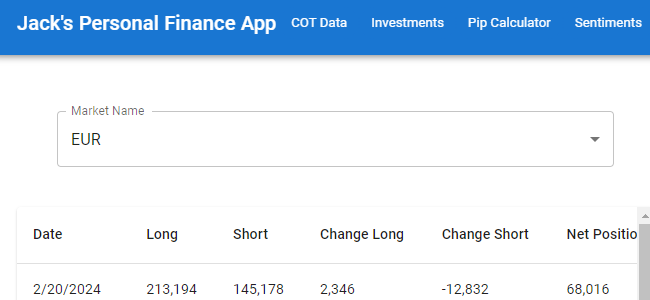 Jack's Personal Finance App COT Data Investments Pip Calculator Sentiments
Market Name
EUR
Date Long Short Change Long Change Short Net Positio
2/20/2024 213,194 145,178 2,346 -12,832 68,016